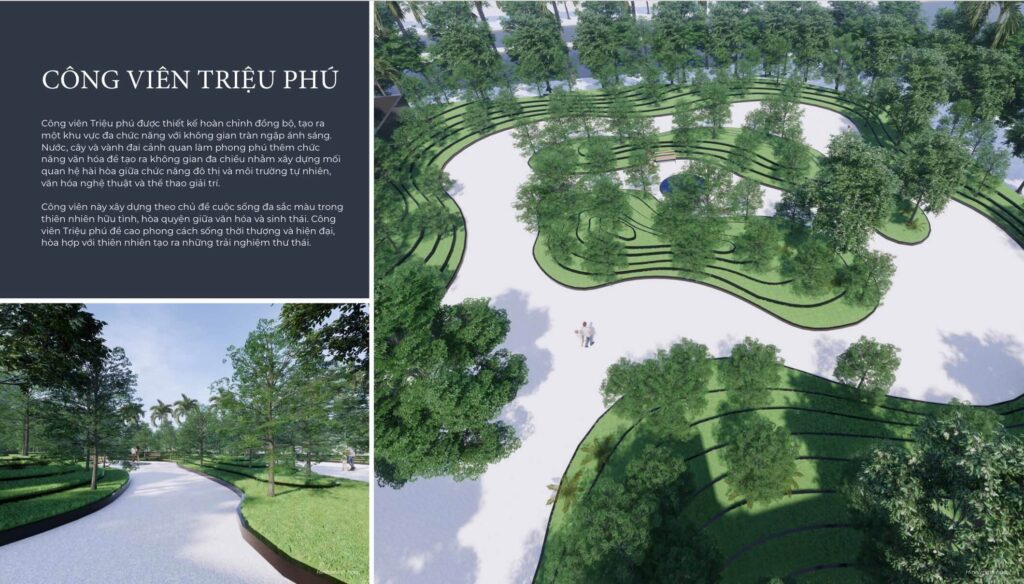 CÔNG VIÊN TRIỆU PHÚ
Công viên Triệu phú được thiết kế hoàn chỉnh đồng bộ, tạo ra
một khu vực đa chức năng với không gian tràn ngập ánh sáng.
Nước, cây và vành đai cảnh quan làm phong phú thêm chức
năng văn hóa để tạo ra không gian đa chiều nhằm xây dựng mối
quan hệ hài hòa giữa chức năng đô thị và môi trường tự nhiên,
văn hóa nghệ thuật và thể thao giải trí.
Công viên này xây dựng theo chủ đề cuộc sống đa sắc màu trong
thiên nhiên hữu tình, hòa quyện giữa văn hóa và sinh thái. Công
viên Triệu phú đề cao phong cách sống thời thượng và hiện đại,
hòa hợp với thiên nhiên tạo ra những trải nghiệm thư thái.